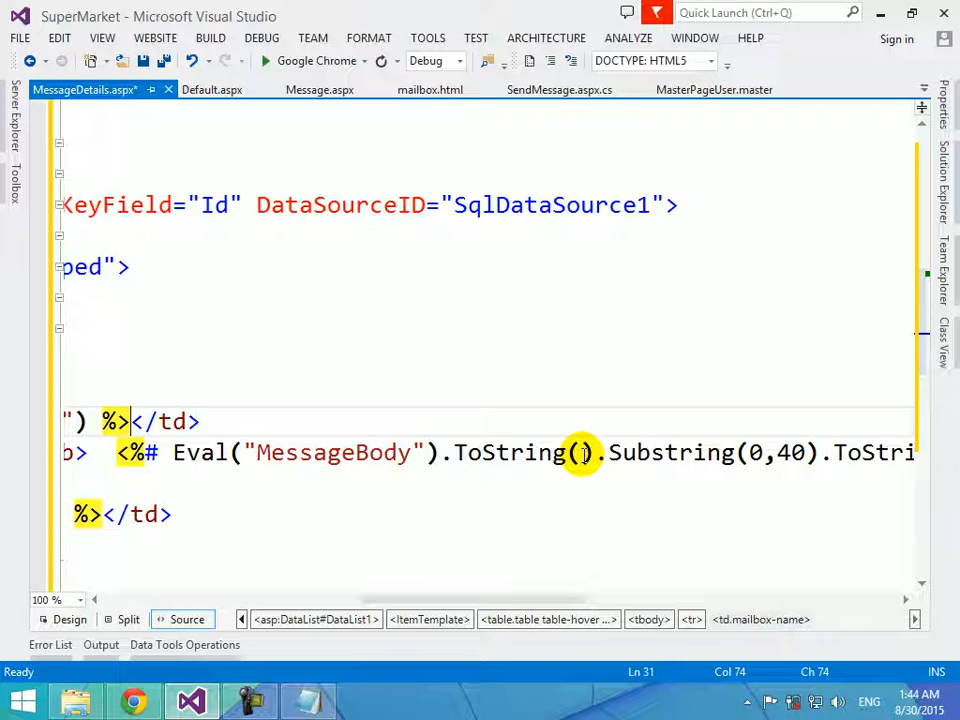 SuperMarket - Microsoft Visual Studio
Quick Launch (Ctrl+Q)
FILE EDIT VIEW WEBSITE BUILD DEBUG TEAM FORMAT TOOLS TEST ARCHITECTURE ANALYZE WINDOW HELP Sign in
Google Chrome Debug DOCTYPE: HTML5
MessageDetails.aspx* Default.aspx Message.aspx mailbox.html SendMessage.aspx.cs MasterPageUser.master
Server Explorer
Toolbox
KeyField="Id" DataSourceID="SqlDataSource1">
ped">
") %></td>
b> <%# Eval("MessageBody").ToString().Substring(0,40).ToStri
%></td>
Properties
Solution Explorer
Team Explorer
Class View
100 %
Design Split Source <asp:DataList#DataList1> <ItemTemplate> <table.table table-hover ...> <tbody> <tr> <td.mailbox-name>
Error List Output Data Tools Operations
Ready Ln 31 Col 74 Ch 74 INS
ENG
1:44 AM
8/30/2015